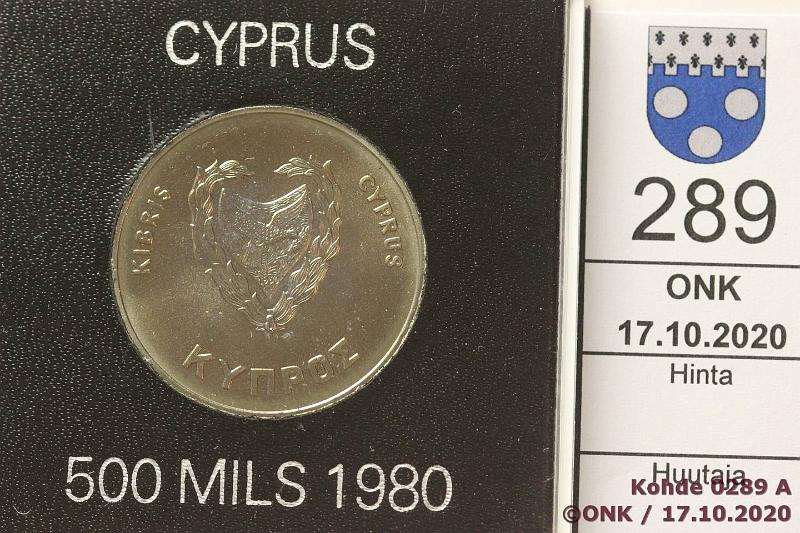 CYPRUS
KIBRIS
CYPRUS
ΚΥΠΡΟΣ
500 MILS 1980
289
ONK
17.10.2020
Hinta
Huutaja
Kohde 0289 A
©ONK / 17.10.2020